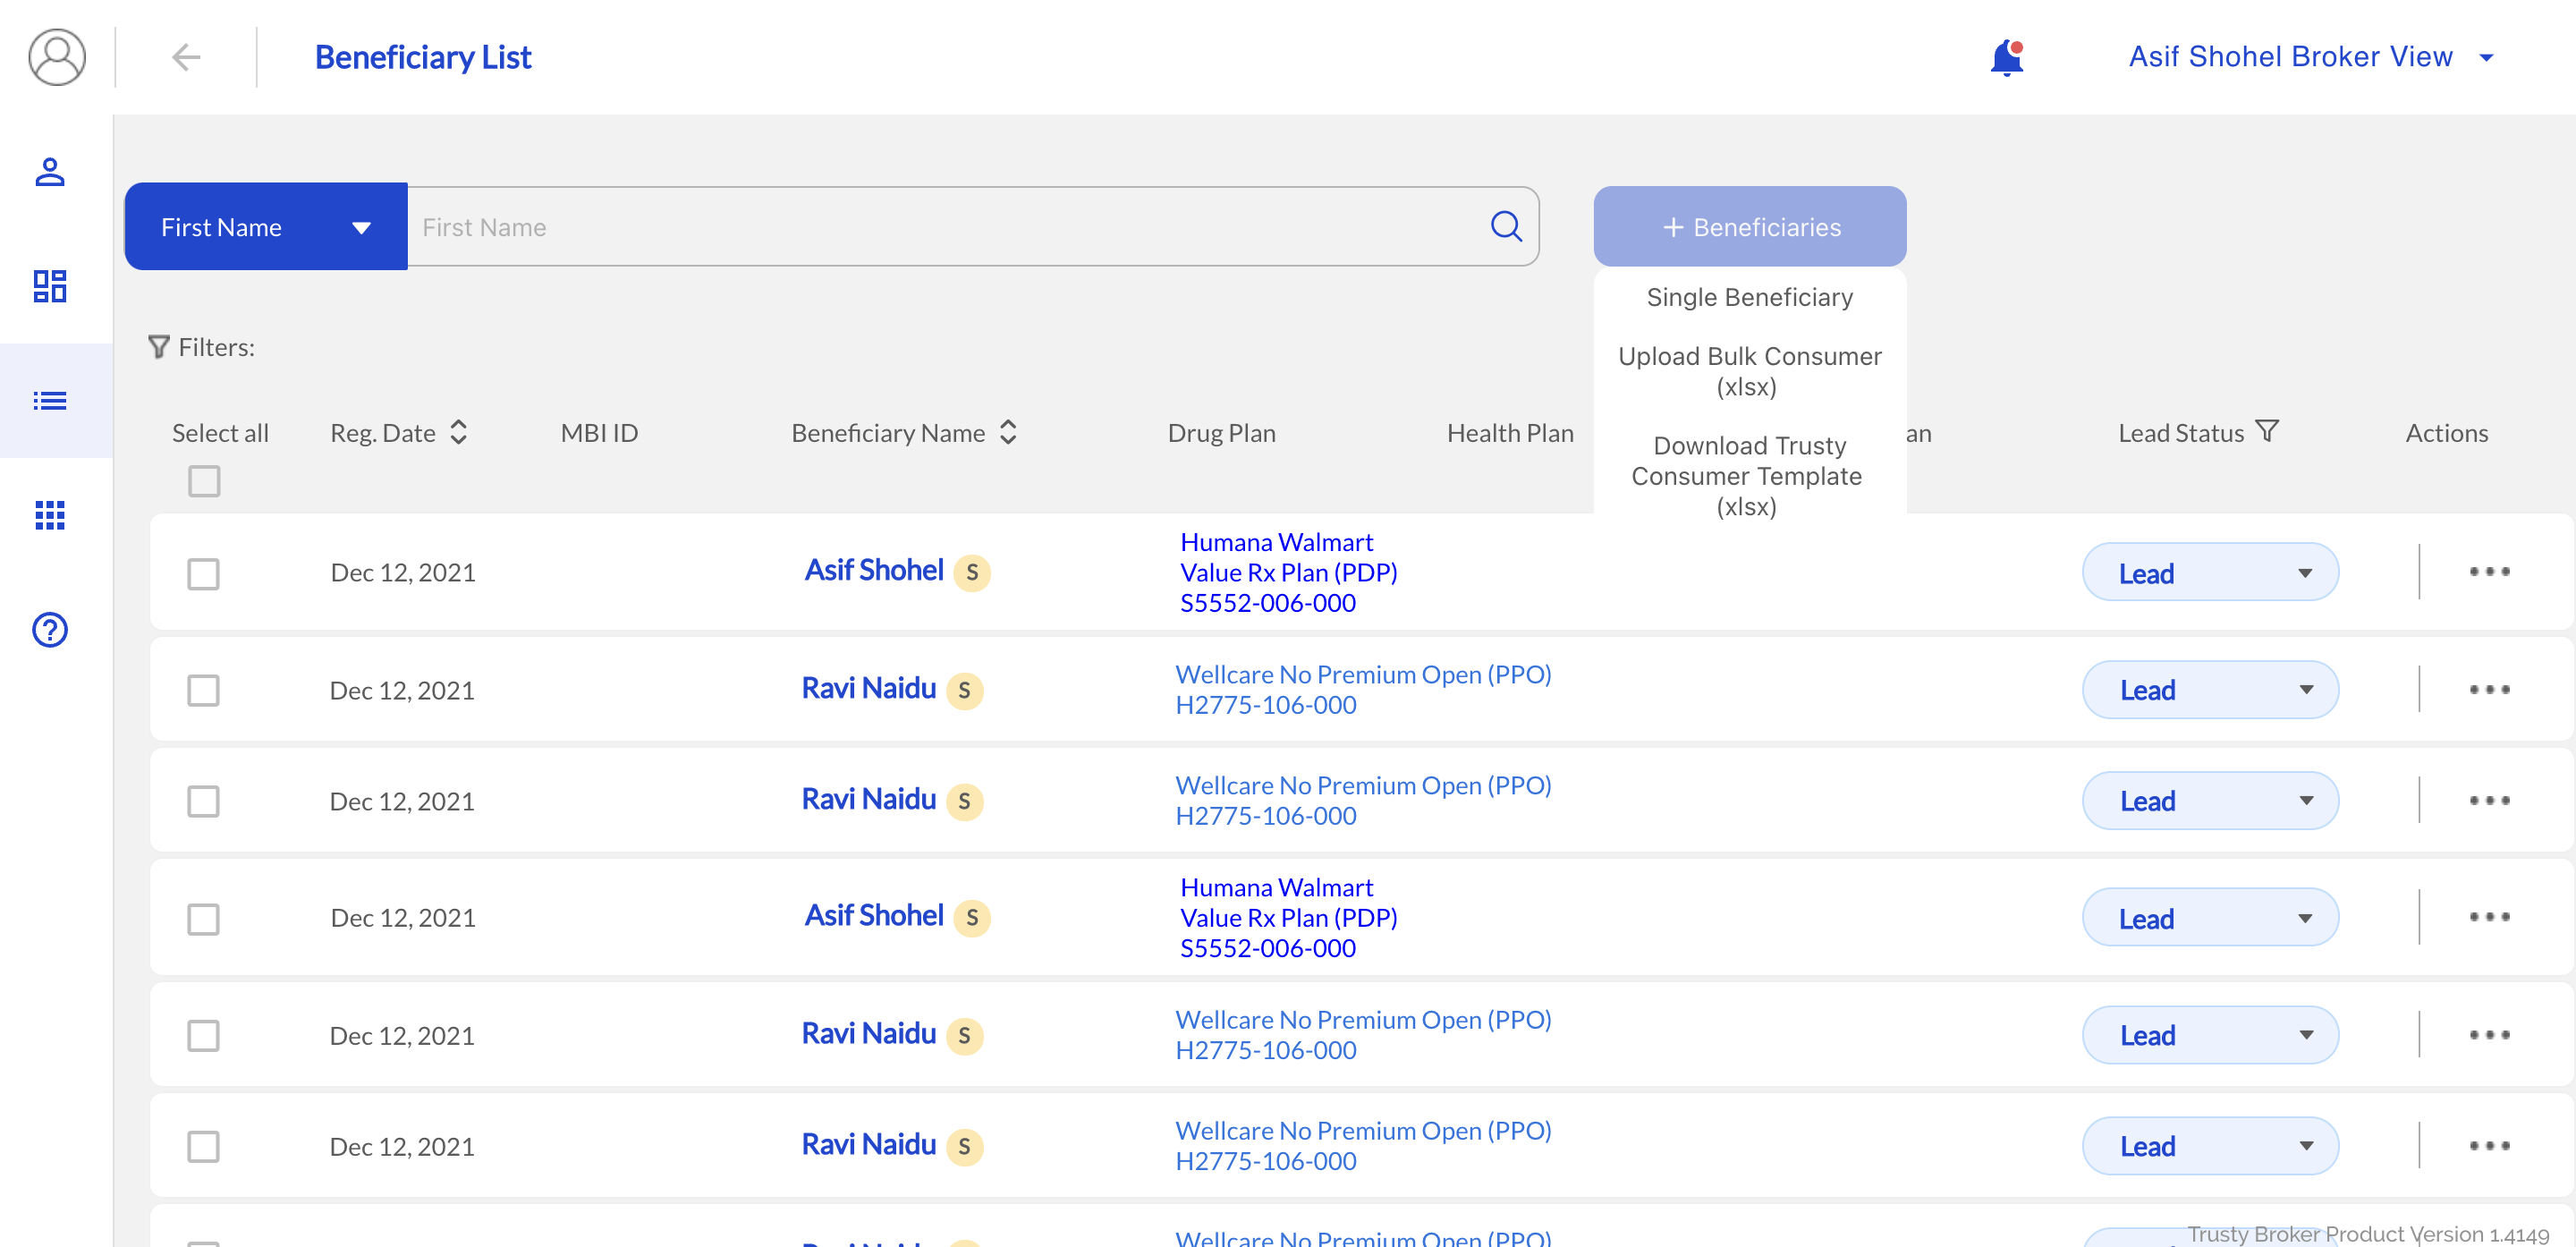 Beneficiary List
Asif Shohel Broker View
First Name
First Name
+ Beneficiaries
Single Beneficiary
Upload Bulk Consumer
(xlsx)
Download Trusty
Consumer Template
(xlsx)
Filters:
Select all
Reg. Date
MBI ID
Beneficiary Name
Drug Plan
Health Plan
an
Lead Status
Actions
Dec 12, 2021
Asif Shohel S
Humana Walmart
Value Rx Plan (PDP)
S5552-006-000
Lead
Dec 12, 2021
Ravi Naidu S
Wellcare No Premium Open (PPO)
H2775-106-000
Lead
Dec 12, 2021
Ravi Naidu S
Wellcare No Premium Open (PPO)
H2775-106-000
Lead
Dec 12, 2021
Asif Shohel S
Humana Walmart
Value Rx Plan (PDP)
S5552-006-000
Lead
Dec 12, 2021
Ravi Naidu S
Wellcare No Premium Open (PPO)
H2775-106-000
Lead
Dec 12, 2021
Ravi Naidu S
Wellcare No Premium Open (PPO)
H2775-106-000
Lead
Wellcare No Premium Open (PPO)
Trusty Broker Product Version 1.4149